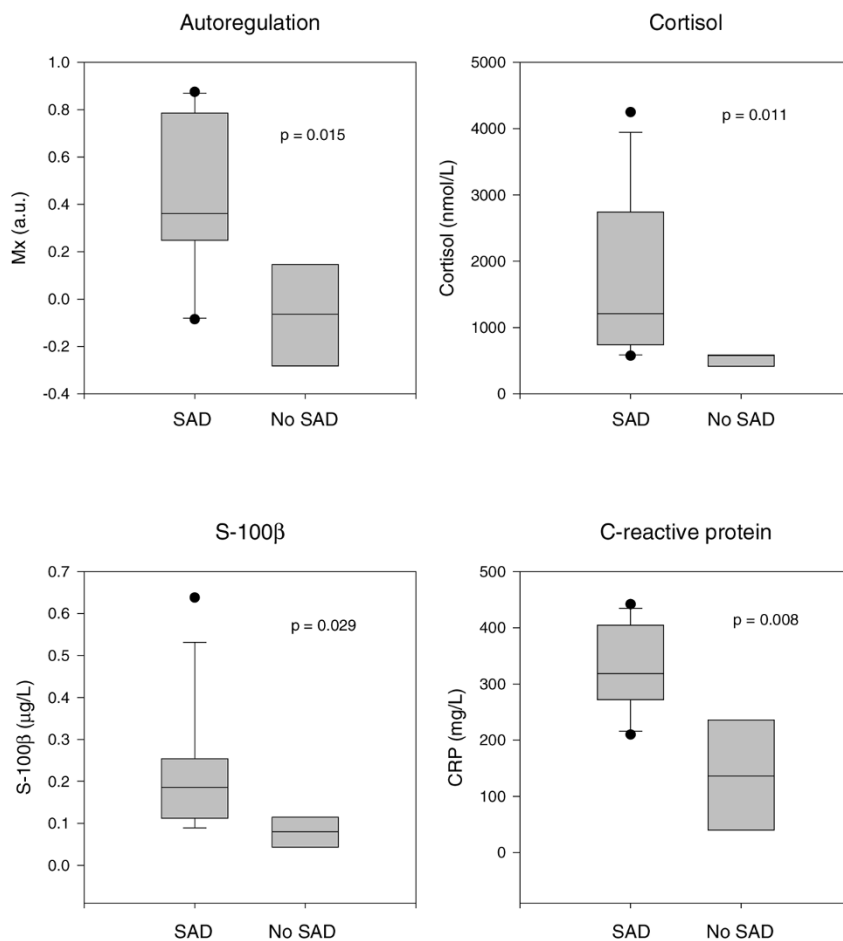 Autoregulation
Mx (a.u.)
1.0
0.8
0.6
0.4
0.2
0.0
-0.2
-0.4
p = 0.015
SAD No SAD
Cortisol
Cortisol (nmol/L)
5000
4000
3000
2000
1000
0
p = 0.011
SAD No SAD
S-100β
S-100β (μg/L)
0.7
0.6
0.5
0.4
0.3
0.2
0.1
0.0
p = 0.029
SAD No SAD
C-reactive protein
CRP (mg/L)
500
400
300
200
100
0
p = 0.008
SAD No SAD